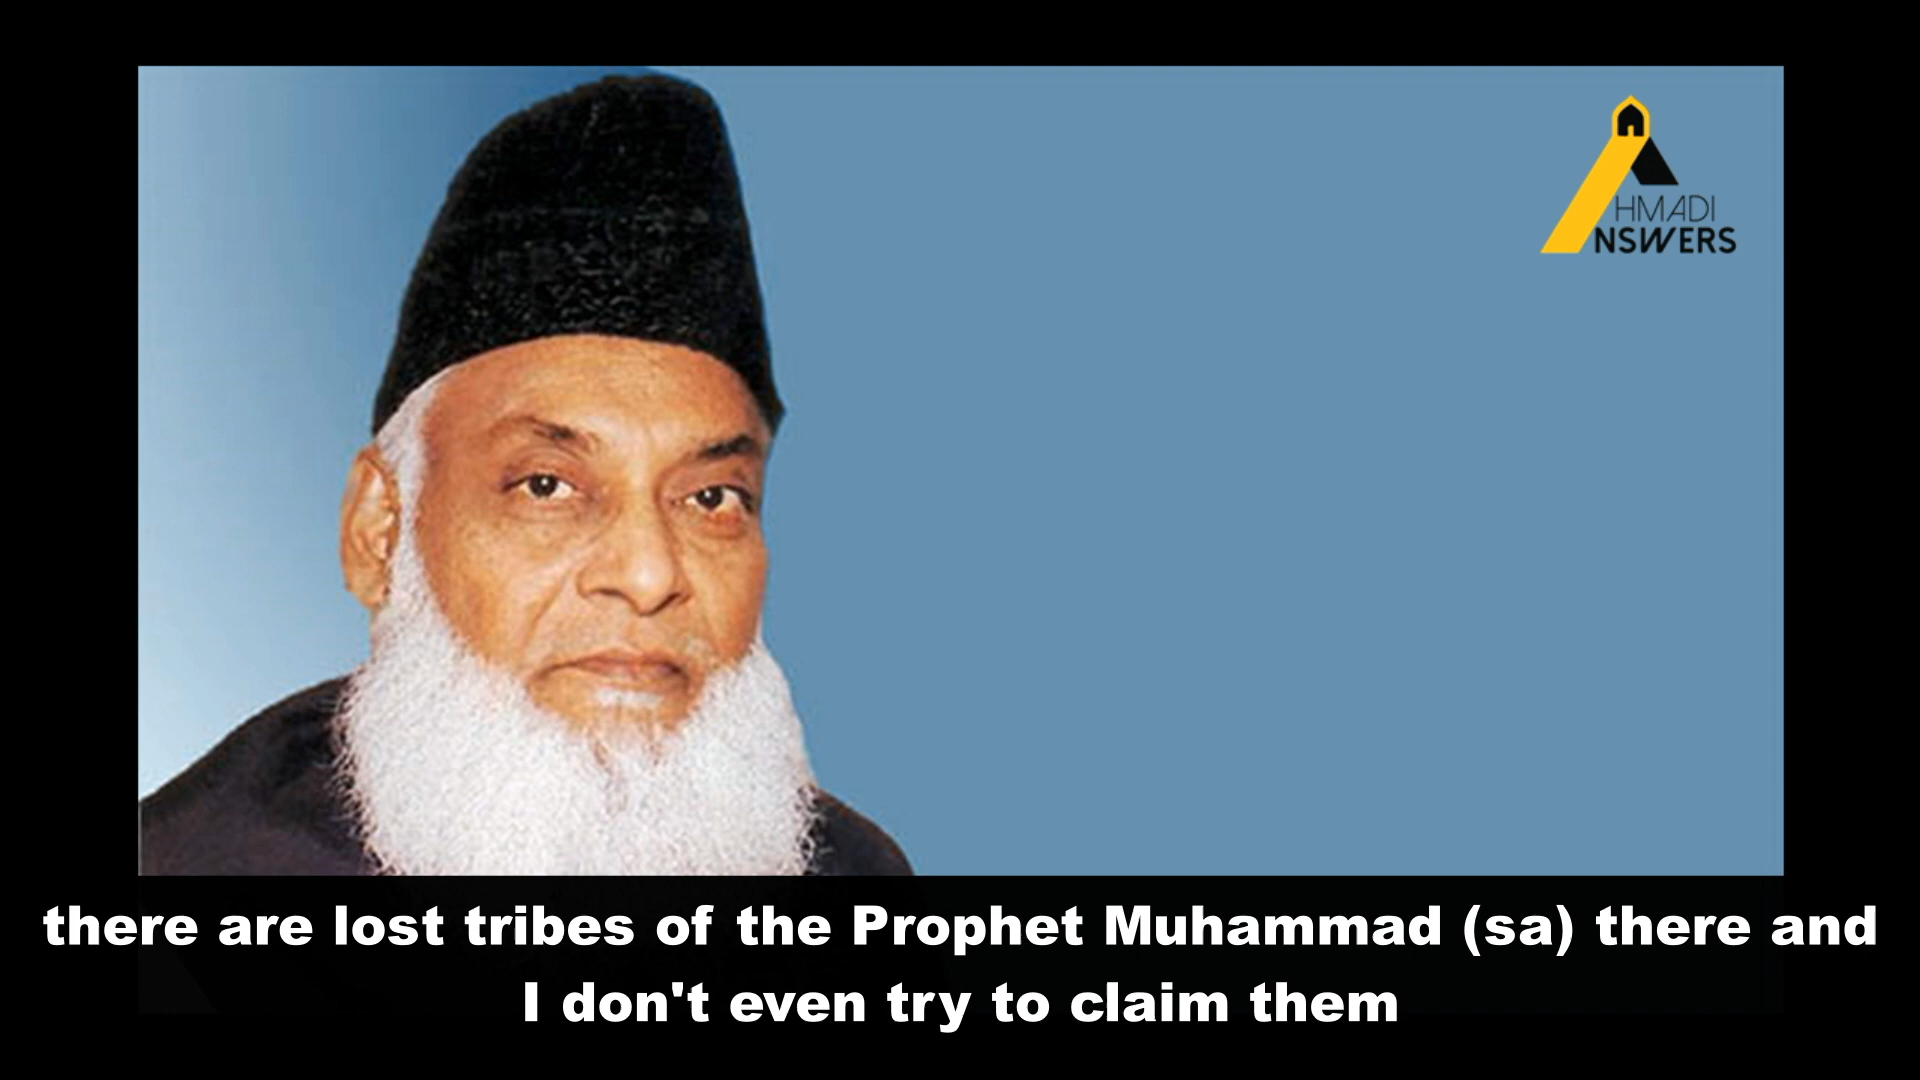 HMADI
NSWERS
there are lost tribes of the Prophet Muhammad (sa) there and
I don't even try to claim them